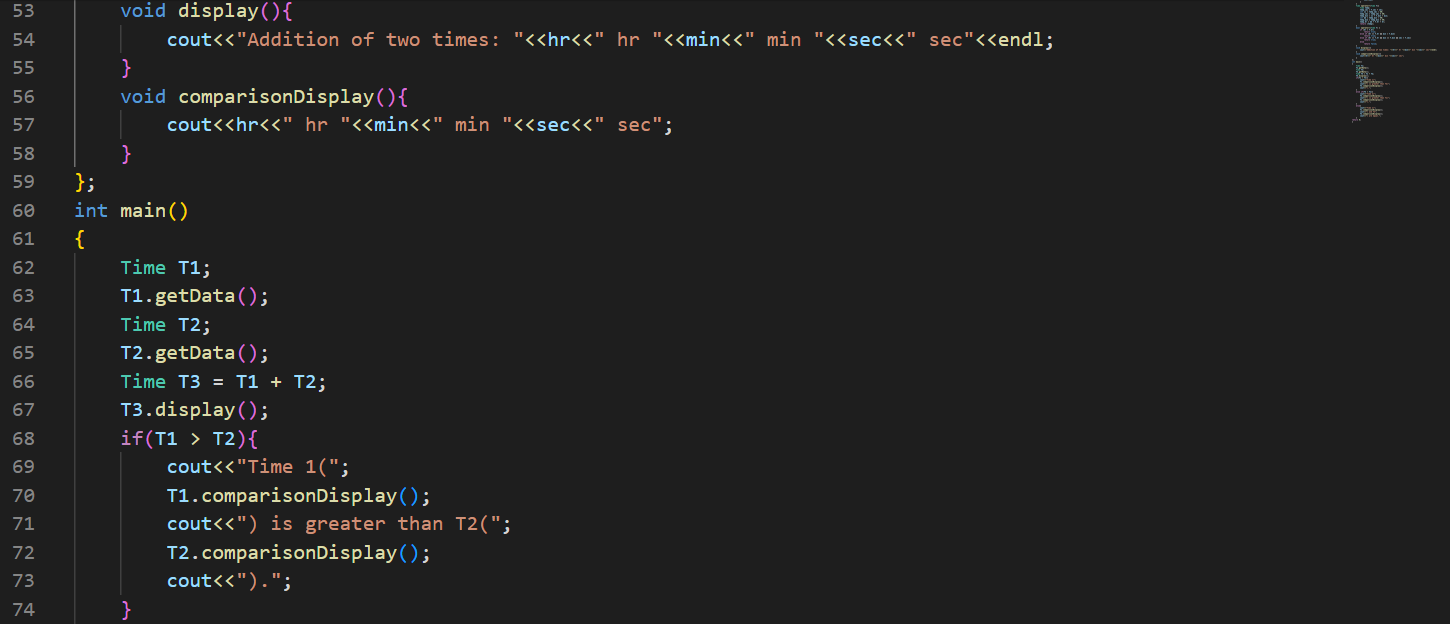 53 void display(){
54 cout<<"Addition of two times: "<<hr<<" hr "<<min<<" min "<<sec<<" sec"<<endl;
55 }
56 void comparisonDisplay(){
57 cout<<hr<<" hr "<<min<<" min "<<sec<<" sec";
58 }
59 };
60 int main()
61 {
62 Time T1;
63 T1.getData();
64 Time T2;
65 T2.getData();
66 Time T3 = T1 + T2;
67 T3.display();
68 if(T1 > T2){
69 cout<<"Time 1(";
70 T1.comparisonDisplay();
71 cout<<") is greater than T2(";
72 T2.comparisonDisplay();
73 cout<<").";
74 }